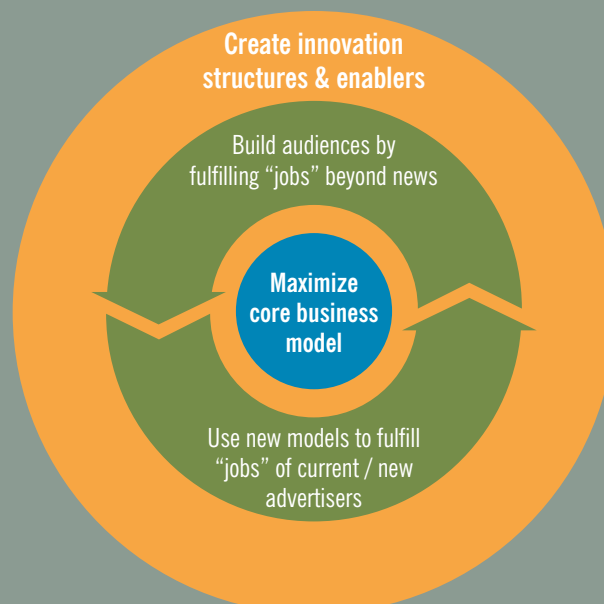 Create innovation
structures & enablers
Build audiences by
fulfilling “jobs” beyond news
Maximize
core business
model
Use new models to fulfill
“jobs” of current / new
advertisers